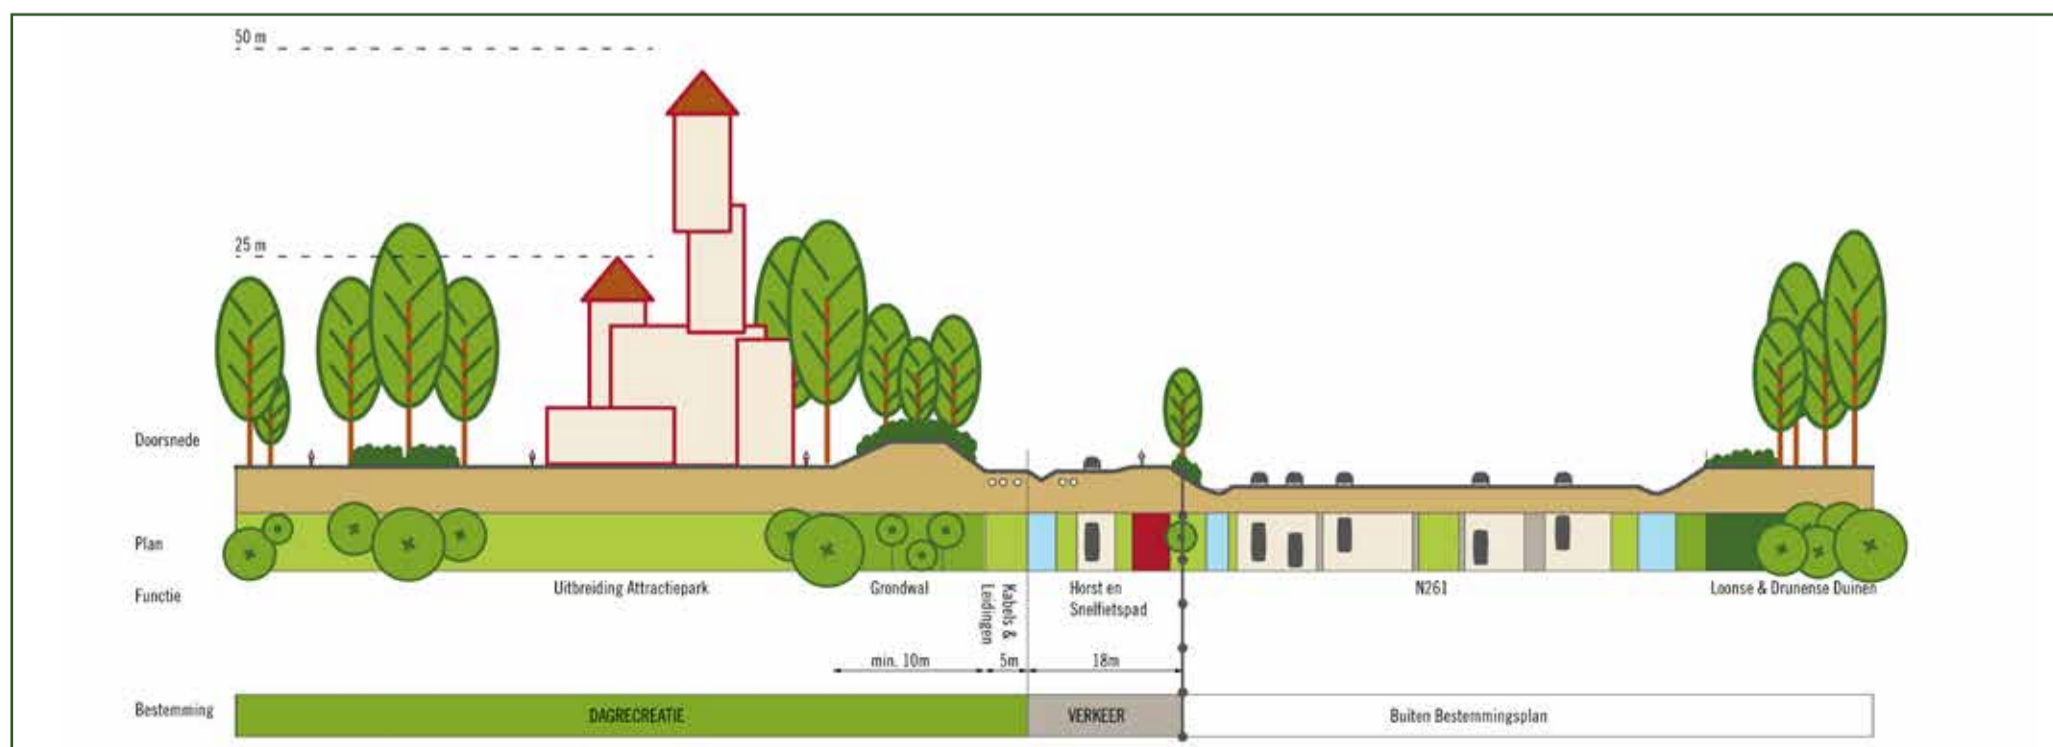 50 m
25 m
Doorsnede
Plan
Functie
Uitbreiding Attractiepark
Grondwal
Kabels &
Leidingen
Horst en
Snelfietspad
N261
Loonse & Drunense Duinen
min. 10m
5m
18m
Bestemming
DAGRECREATIE
VERKEER
Buiten Bestemmingsplan